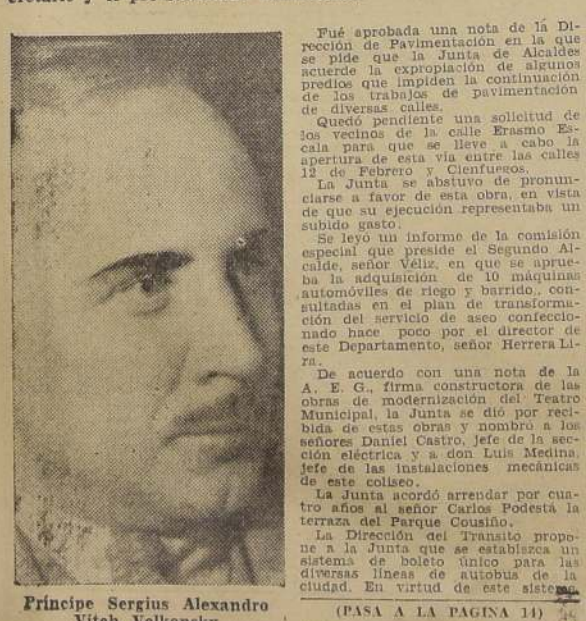 Príncipe Sergius Alexandro
Fué aprobada una nota de la Di-
rección de Pavimentación en la que
se pide que la Junta de Alcaldes
acuerde la expropiación de algunos
predios que impiden la continuación
de los trabajos de pavimentación
de diversas calles.
Quedó pendiente una solicitud de
los vecinos de la calle Erasmo Es-
cala para que se lleve a cabo la
apertura de esta vía entre las calles
12 de Febrero y Cienfuegos.
La Junta se abstuvo de pronun-
ciarse a favor de esta obra, en vista
de que su ejecución representaba un
subido gasto.
Se leyó un informe de la comisión
especial que preside el Segundo Al-
calde, señor Véliz, en que se aprue-
ba la adquisición de 10 máquinas
automóviles de riego y barrido, con-
sultadas en el plan de transforma-
ción del servicio de aseo confeccio-
nado hace poco por el director de
este Departamento, señor Herrera Li-
ra.
De acuerdo con una nota de la
A. E. G., firma constructora de las
obras de modernización del Teatro
Municipal, la Junta se dió por reci-
bida de estas obras y nombró a los
señores Daniel Castro, jefe de la sec-
ción eléctrica y a don Luis Medina,
jefe de las instalaciones mecánicas
de este coliseo.
La Junta acordó arrendar por cua-
tro años al señor Carlos Podestá la
terraza del Parque Cousiño.
La Dirección del Tránsito propo-
ne a la Junta que se establezca un
sistema de boleto único para las
diversas líneas de autobus de la
ciudad. En virtud de este sistema
(PASA A LA PAGINA 14)